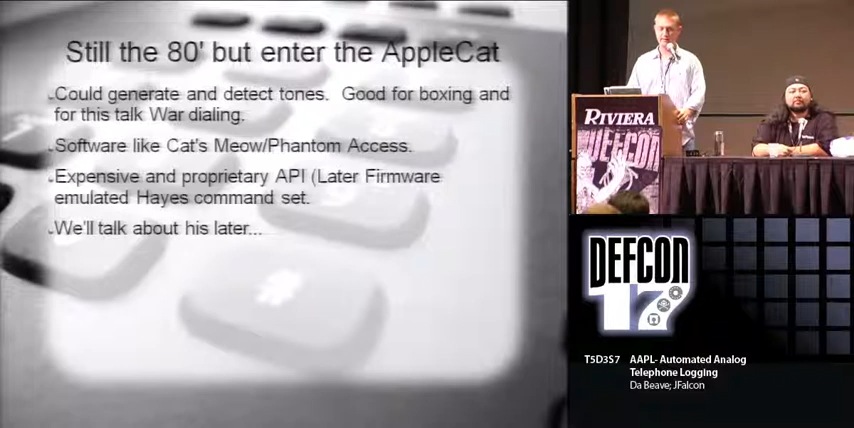 Still the 80' but enter the AppleCat
Could generate and detect tones. Good for boxing and
for this talk War dialing.
Software like Cat's Meow/Phantom Access.
Expensive and proprietary API (Later Firmware
emulated Hayes command set.
We'll talk about his later...
RIVIERA
DEFCON
DEFCON
17
T5D3S7 AAPL- Automated Analog
Telephone Logging
Da Beave; JFalcon